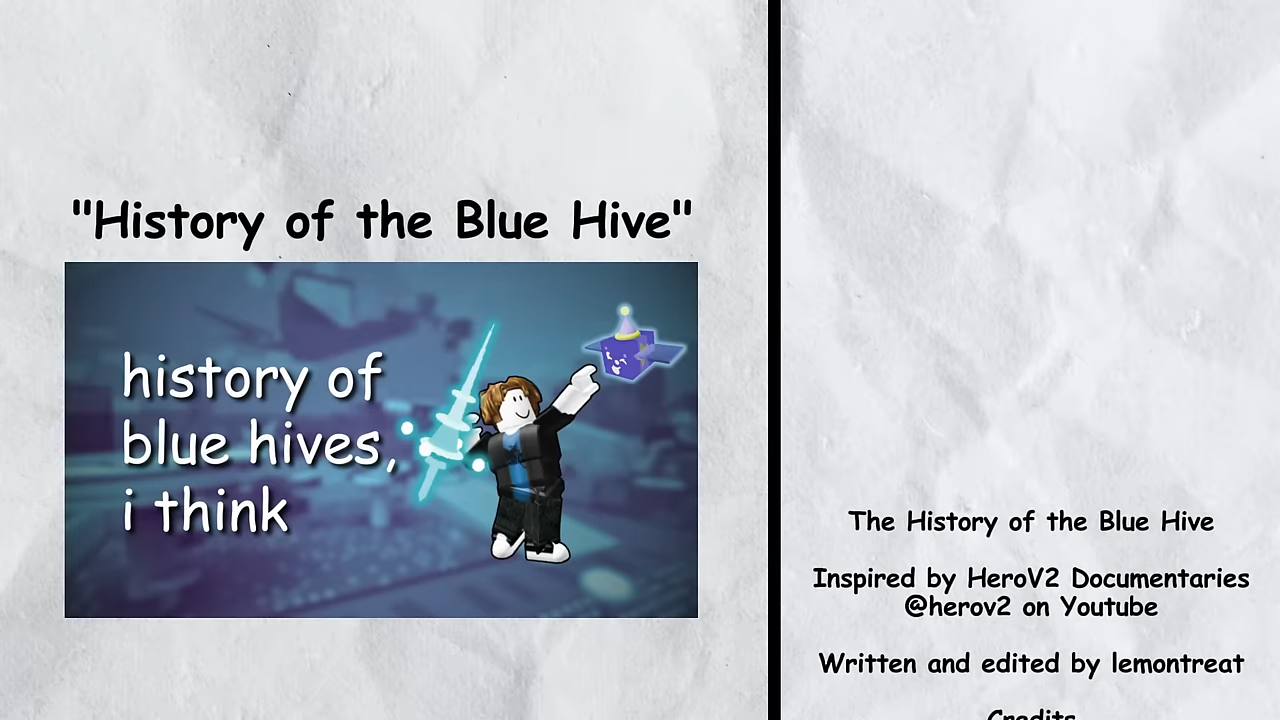 "History of the Blue Hive"
history of
blue hives,
i think
The History of the Blue Hive
Inspired by HeroV2 Documentaries
@herov2 on Youtube
Written and edited by lemontreat
Credits